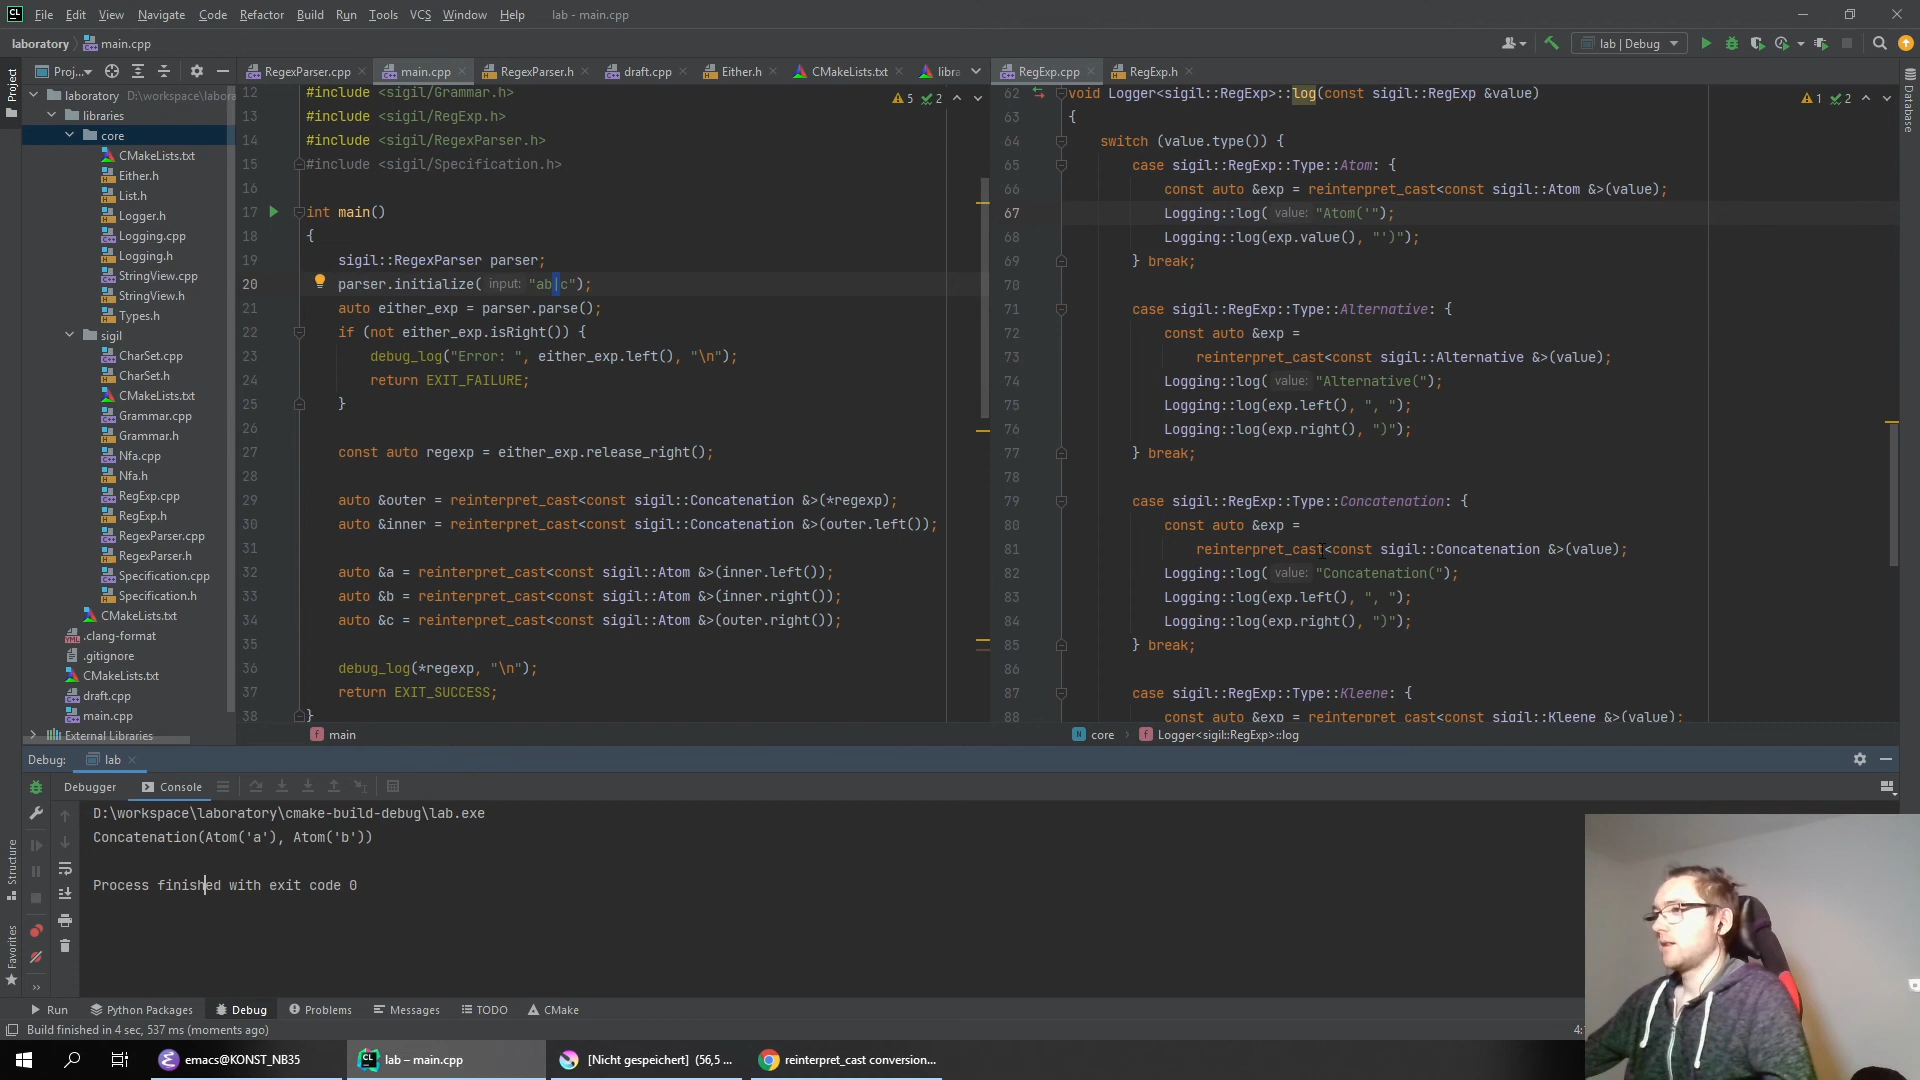 File Edit View Navigate Code Refactor Build Run Tools VCS Window Help lab - main.cpp
laboratory main.cpp lab | Debug
Project
Proj... RegexParser.cpp main.cpp RegexParser.h draft.cpp Either.h CMakeLists.txt libra RegExp.cpp RegExp.h
laboratory D:\workspace\labora
libraries
core
CMakeLists.txt
Either.h
List.h
Logger.h
Logging.cpp
Logging.h
StringView.cpp
StringView.h
Types.h
sigil
CharSet.cpp
CharSet.h
CMakeLists.txt
Grammar.cpp
Grammar.h
Nfa.cpp
Nfa.h
RegExp.cpp
RegExp.h
RegexParser.cpp
RegexParser.h
Specification.cpp
Specification.h
CMakeLists.txt
.clang-format
.gitignore
CMakeLists.txt
draft.cpp
main.cpp
External Libraries
5 2
12 #include <sigil/Grammar.h>
13 #include <sigil/RegExp.h>
14 #include <sigil/RegexParser.h>
15 #include <sigil/Specification.h>
16
17 int main()
18 {
19 sigil::RegexParser parser;
20 parser.initialize( input: "ab|c");
21 auto either_exp = parser.parse();
22 if (not either_exp.isRight()) {
23 debug_log("Error: ", either_exp.left(), "\n");
24 return EXIT_FAILURE;
25 }
26
27 const auto regexp = either_exp.release_right();
28
29 auto &outer = reinterpret_cast<const sigil::Concatenation &>(*regexp);
30 auto &inner = reinterpret_cast<const sigil::Concatenation &>(outer.left());
31
32 auto &a = reinterpret_cast<const sigil::Atom &>(inner.left());
33 auto &b = reinterpret_cast<const sigil::Atom &>(inner.right());
34 auto &c = reinterpret_cast<const sigil::Atom &>(outer.right());
35
36 debug_log(*regexp, "\n");
37 return EXIT_SUCCESS;
38 }
main
1 2
62 void Logger<sigil::RegExp>::log(const sigil::RegExp &value)
63 {
64 switch (value.type()) {
65 case sigil::RegExp::Type::Atom: {
66 const auto &exp = reinterpret_cast<const sigil::Atom &>(value);
67 Logging::log( value: "Atom('");
68 Logging::log(exp.value(), "')");
69 } break;
70
71 case sigil::RegExp::Type::Alternative: {
72 const auto &exp =
73 reinterpret_cast<const sigil::Alternative &>(value);
74 Logging::log( value: "Alternative(");
75 Logging::log(exp.left(), ", ");
76 Logging::log(exp.right(), ")");
77 } break;
78
79 case sigil::RegExp::Type::Concatenation: {
80 const auto &exp =
81 reinterpret_cast<const sigil::Concatenation &>(value);
82 Logging::log( value: "Concatenation(");
83 Logging::log(exp.left(), ", ");
84 Logging::log(exp.right(), ")");
85 } break;
86
87 case sigil::RegExp::Type::Kleene: {
88 const auto &exp = reinterpret_cast<const sigil::Kleene &>(value);
core Logger<sigil::RegExp>::log
Database
Debug: lab
Debugger Console
D:\workspace\laboratory\cmake-build-debug\lab.exe
Concatenation(Atom('a'), Atom('b'))
Process finished with exit code 0
Structure
Favorites
Run Python Packages Debug Problems Messages TODO CMake
Build finished in 4 sec, 537 ms (moments ago) 4:
emacs@KONST_NB35 lab – main.cpp [Nicht gespeichert] (56,5 ... reinterpret_cast conversion...